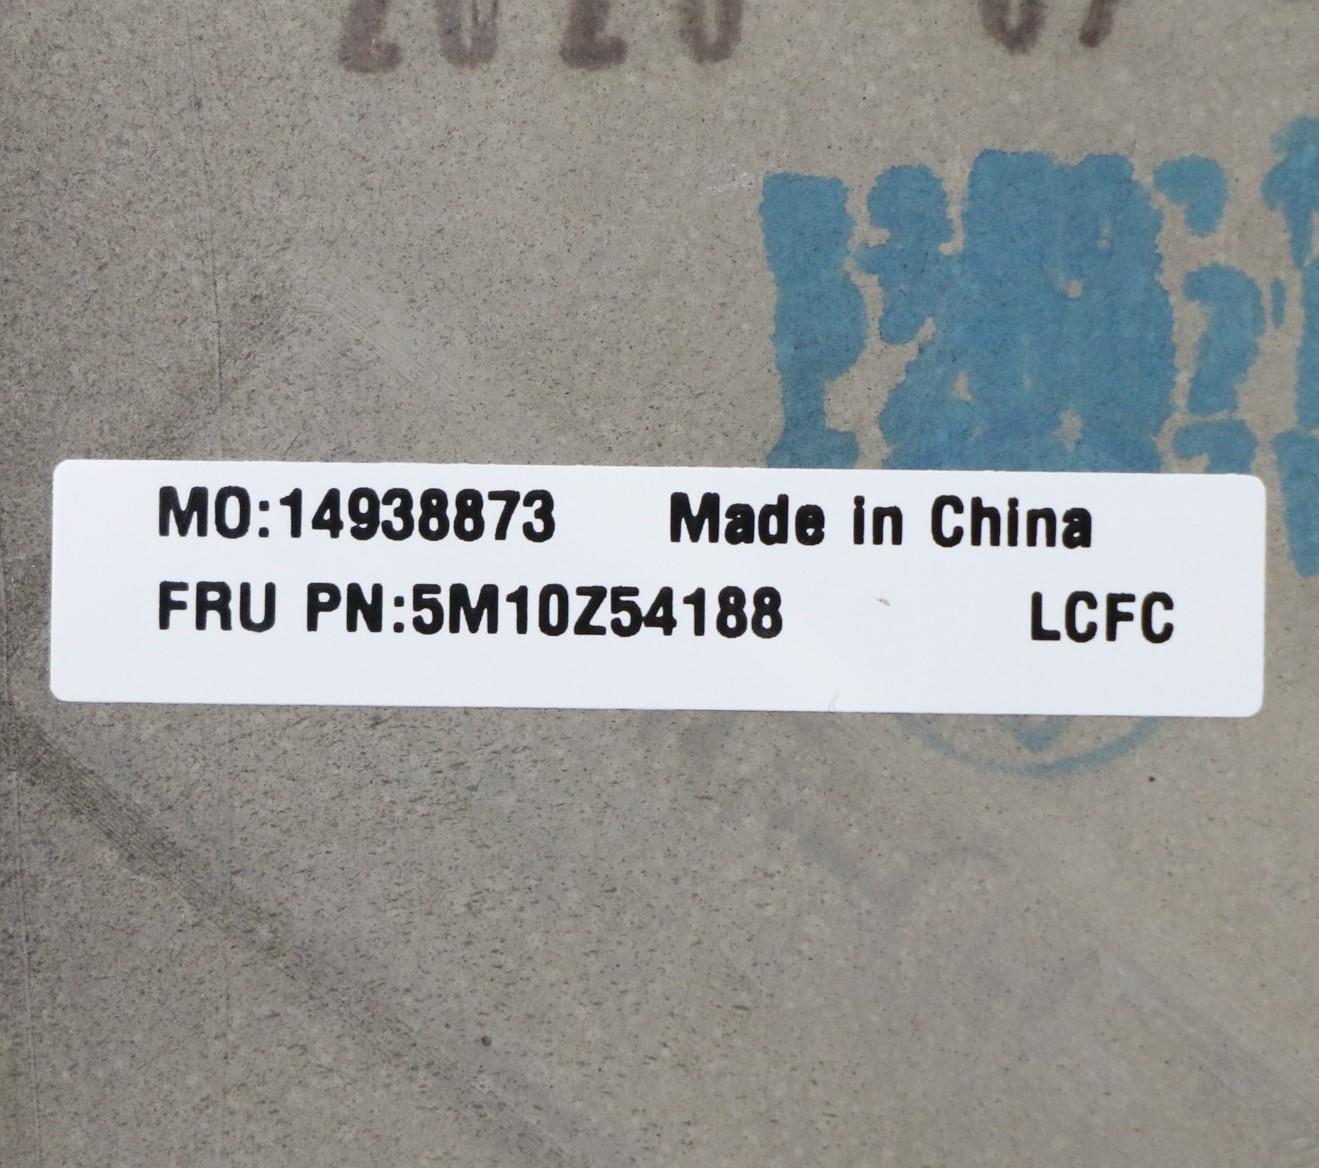 MO:14938873 Made in China
FRU PN:5M10Z54188 LCFC